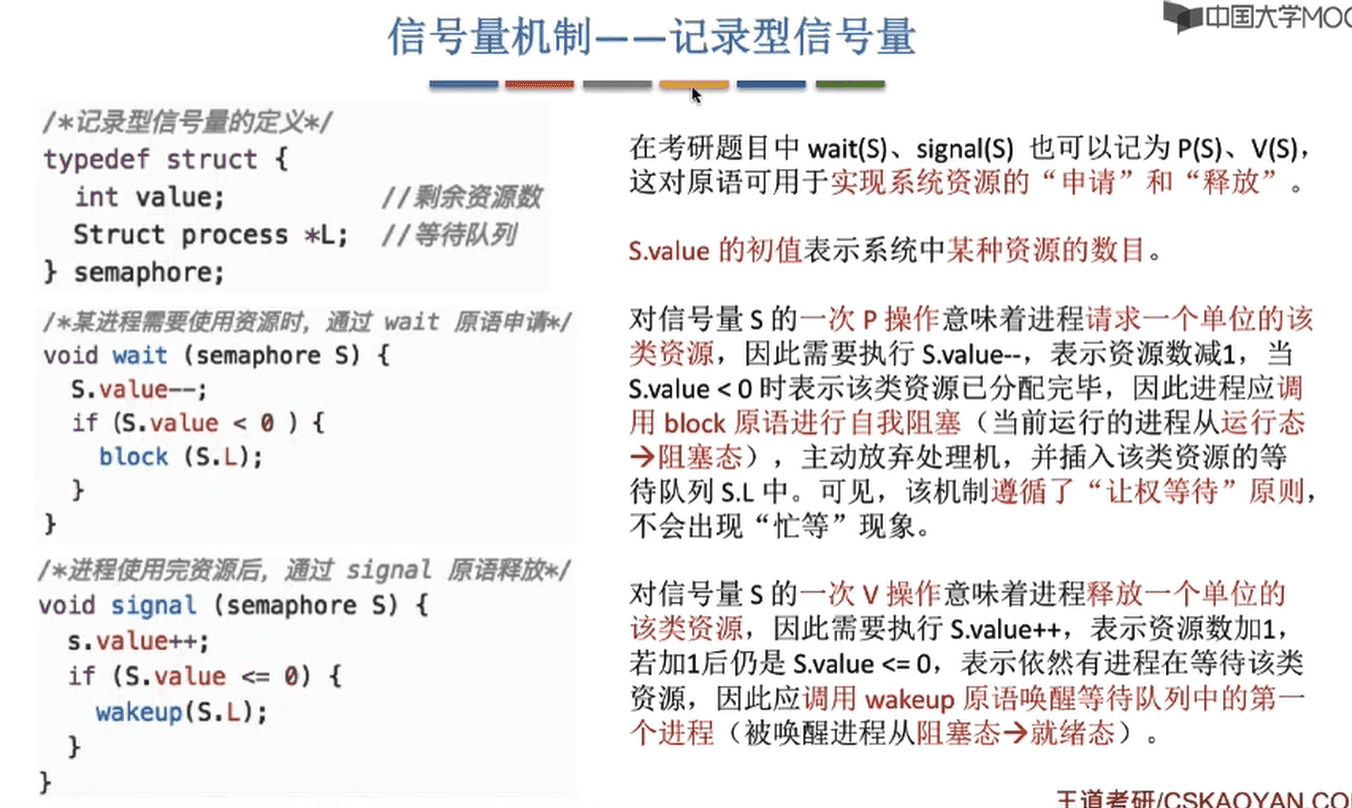 中国大学MOO
信号量机制——记录型信号量
/*记录型信号量的定义*/
typedef struct {
int value; //剩余资源数
Struct process *L; //等待队列
} semaphore;
/*某进程需要使用资源时，通过 wait 原语申请*/
void wait (semaphore S) {
S.value--;
if (S.value < 0 ) {
block (S.L);
}
}
/*进程使用完资源后，通过 signal 原语释放*/
void signal (semaphore S) {
s.value++;
if (S.value <= 0) {
wakeup(S.L);
}
}
在考研题目中 wait(S)、signal(S) 也可以记为 P(S)、V(S)，
这对原语可用于实现系统资源的“申请”和“释放”。
S.value 的初值表示系统中某种资源的数目。
对信号量 S 的一次 P 操作意味着进程请求一个单位的该
类资源，因此需要执行 S.value--，表示资源数减1，当
S.value < 0 时表示该类资源已分配完毕，因此进程应调
用 block 原语进行自我阻塞（当前运行的进程从运行态
→阻塞态），主动放弃处理机，并插入该类资源的等
待队列 S.L 中。可见，该机制遵循了“让权等待”原则，
不会出现“忙等”现象。
对信号量 S 的一次 V 操作意味着进程释放一个单位的
该类资源，因此需要执行 S.value++，表示资源数加1，
若加1后仍是 S.value <= 0，表示依然有进程在等待该类
资源，因此应调用 wakeup 原语唤醒等待队列中的第一
个进程（被唤醒进程从阻塞态→就绪态）。
王道考研/CSKAOYAN.COM